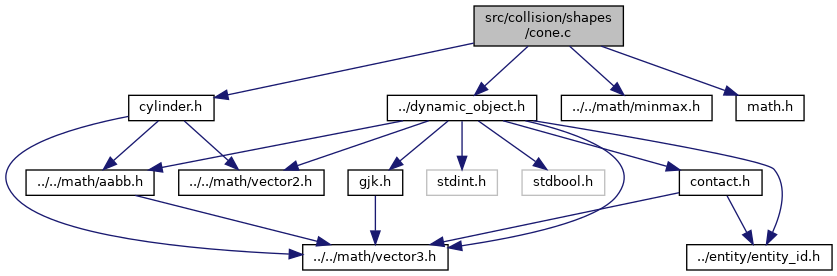 src/collision/shapes
/cone.c
cylinder.h
../dynamic_object.h
../../math/minmax.h
math.h
../../math/aabb.h
../../math/vector2.h
gjk.h
stdint.h
stdbool.h
contact.h
../../math/vector3.h
../entity/entity_id.h